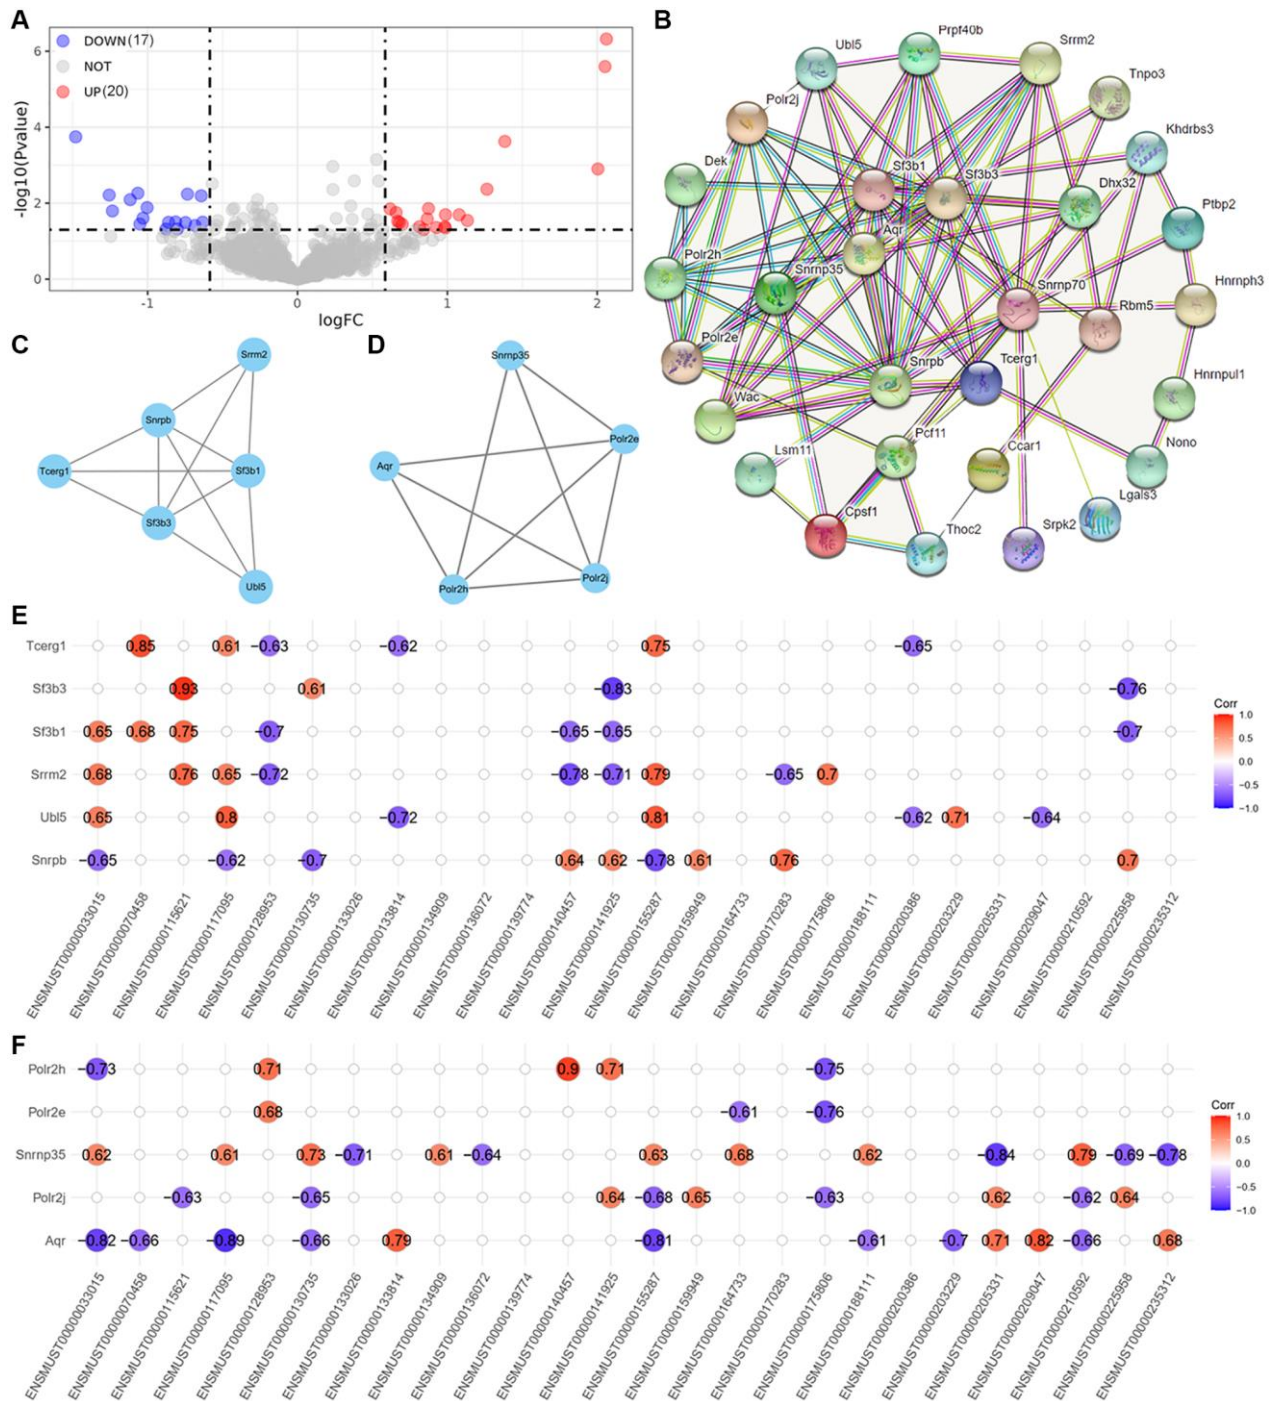 A
DOWN(17)
NOT
UP(20)
-log10(Pvalue)
6
4
2
0
-1
0
1
2
logFC
B
Ubl5
Prpf40b
Srrm2
Tnpo3
Polr2j
Khdrbs3
Dek
Sf3b1
Sf3b3
Dhx32
Ptbp2
Aqr
Polr2h
Snrnp35
Snrnp70
Hnrnph3
Rbm5
Polr2e
Snrpb
Tcerg1
Hnrnpul1
Wac
Pcf11
Ccar1
Nono
Lsm11
Lgals3
Cpsf1
Thoc2
Srpk2
C
Srrm2
Snrpb
Tcerg1
Sf3b1
Sf3b3
Ubl5
D
Snrnp35
Polr2e
Aqr
Polr2h
Polr2j
E
Tcerg1 0.85 0.61 −0.63 −0.62 0.75 −0.65
Sf3b3 0.93 0.61 −0.83 −0.76
Sf3b1 0.65 0.68 0.75 −0.7 −0.65 −0.65 −0.7
Srrm2 0.68 0.76 0.65 −0.72 −0.78 −0.71 0.79 −0.65 0.7
Ubl5 0.65 0.8 −0.72 0.81 −0.62 0.71 −0.64
Snrpb −0.65 −0.62 −0.7 0.64 0.62 −0.78 0.61 0.76 0.7
Corr
1.0
0.5
0.0
−0.5
−1.0
ENSMUST00000033015
ENSMUST00000070458
ENSMUST00000115621
ENSMUST00000117095
ENSMUST00000128953
ENSMUST00000130735
ENSMUST00000133026
ENSMUST00000133814
ENSMUST00000134909
ENSMUST00000136072
ENSMUST00000139774
ENSMUST00000140457
ENSMUST00000141925
ENSMUST00000155287
ENSMUST00000159949
ENSMUST00000164733
ENSMUST00000170283
ENSMUST00000175806
ENSMUST00000188111
ENSMUST00000200386
ENSMUST00000203229
ENSMUST00000205331
ENSMUST00000209047
ENSMUST00000210592
ENSMUST00000225958
ENSMUST00000235312
F
Polr2h −0.73 0.71 0.9 0.71 −0.75
Polr2e 0.68 −0.61 −0.76
Snrnp35 0.62 0.61 0.73 −0.71 0.61 −0.64 0.63 0.68 0.62 −0.84 0.79 −0.69 −0.78
Polr2j −0.63 −0.65 0.64 −0.68 0.65 −0.63 0.62 −0.62 0.64
Aqr −0.82 −0.66 −0.89 −0.66 0.79 −0.81 −0.61 −0.7 0.71 0.82 −0.66 0.68
Corr
1.0
0.5
0.0
−0.5
−1.0
ENSMUST00000033015
ENSMUST00000070458
ENSMUST00000115621
ENSMUST00000117095
ENSMUST00000128953
ENSMUST00000130735
ENSMUST00000133026
ENSMUST00000133814
ENSMUST00000134909
ENSMUST00000136072
ENSMUST00000139774
ENSMUST00000140457
ENSMUST00000141925
ENSMUST00000155287
ENSMUST00000159949
ENSMUST00000164733
ENSMUST00000170283
ENSMUST00000175806
ENSMUST00000188111
ENSMUST00000200386
ENSMUST00000203229
ENSMUST00000205331
ENSMUST00000209047
ENSMUST00000210592
ENSMUST00000225958
ENSMUST00000235312